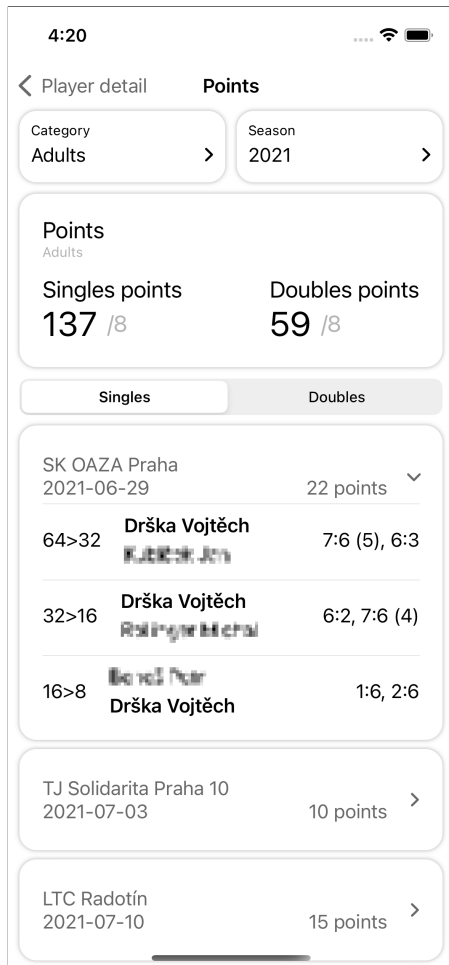 4:20
Player detail
Points
Category
Adults
Season
2021
Points
Adults
Singles points
137 /8
Doubles points
59 /8
Singles
Doubles
SK OAZA Praha
2021-06-29
22 points
64>32
Drška Vojtěch
7:6 (5), 6:3
32>16
Drška Vojtěch
6:2, 7:6 (4)
16>8
Drška Vojtěch
1:6, 2:6
TJ Solidarita Praha 10
2021-07-03
10 points
LTC Radotín
2021-07-10
15 points